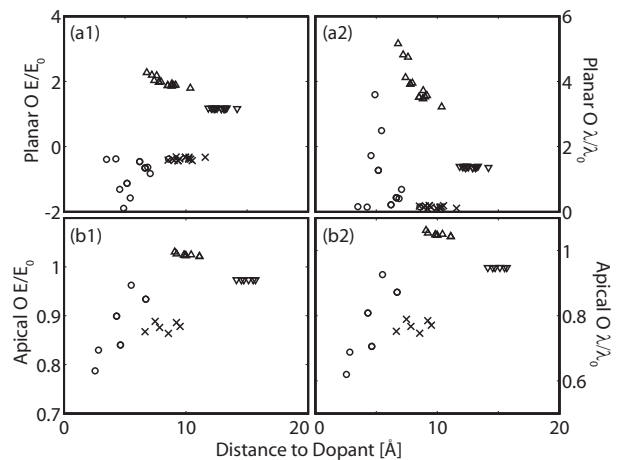 4
(a1)
(a2)
6
2
4
0
2
-2
0
Planar O E/E0
Planar O λ/λ0
(b1)
(b2)
1.1
1
1
0.9
0.8
0.8
0.6
0.7
Apical O E/E0
Apical O λ/λ0
0
10
20
0
10
20
Distance to Dopant [Å]